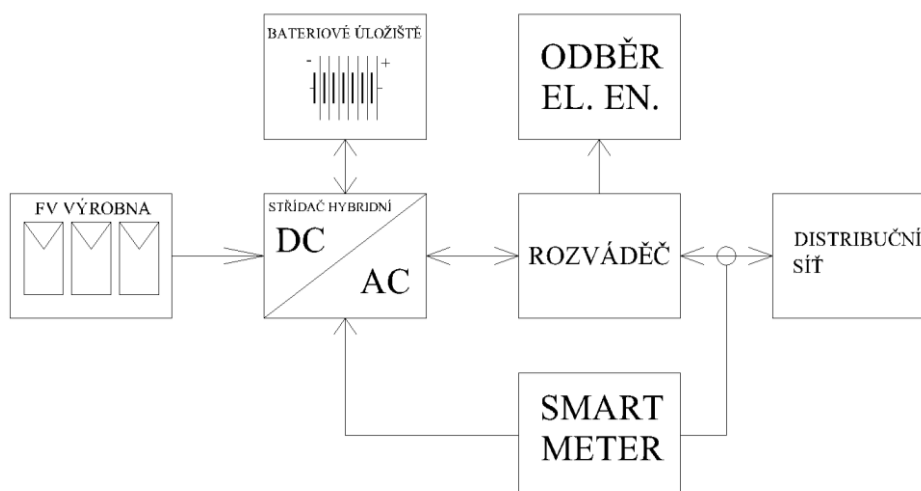 BATERIOVÉ ÚLOŽIŠTĚ
- +
ODBĚR
EL. EN.
FV VÝROBNA
STŘÍDAČ HYBRIDNÍ
DC
AC
ROZVÁDĚČ
DISTRIBUČNÍ
SÍŤ
SMART
METER